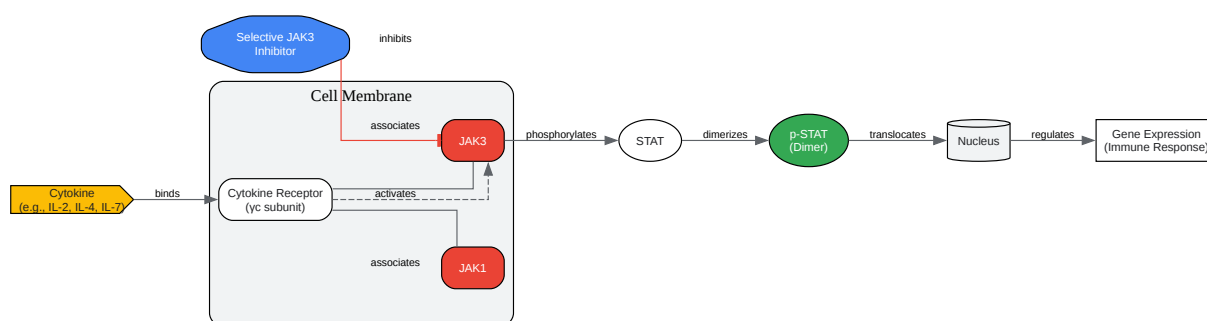 Selective JAK3
Inhibitor
inhibits
Cell Membrane
associates
JAK3
phosphorylates
STAT
dimerizes
p-STAT
(Dimer)
translocates
Nucleus
regulates
Gene Expression
(Immune Response)
Cytokine
(e.g., IL-2, IL-4, IL-7)
binds
Cytokine Receptor
(γc subunit)
activates
associates
JAK1